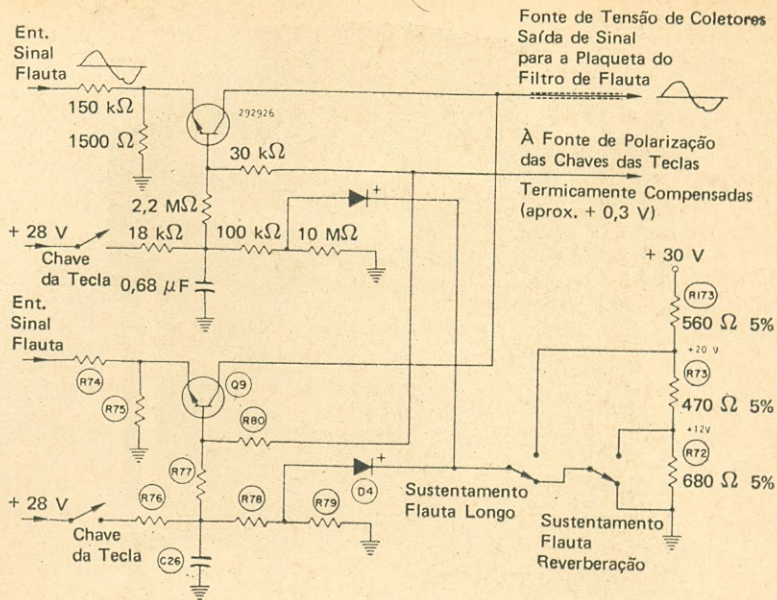 Ent.
Sinal
Flauta
150 kΩ
1500 Ω
292926
30 kΩ
2,2 MΩ
+ 28 V
Chave
da Tecla
18 kΩ
100 kΩ
10 MΩ
0,68 μF
+
Fonte de Tensão de Coletores
Saída de Sinal
para a Plaqueta do
Filtro de Flauta
À Fonte de Polarização
das Chaves das Teclas
Termicamente Compensadas
(aprox. + 0,3 V)
+ 30 V
R173
560 Ω 5%
+20 V
R73
470 Ω 5%
+12V
R72
680 Ω 5%
Ent.
Sinal
Flauta
R74
R75
Q9
R80
R77
+ 28 V
Chave
da Tecla
R76
R78
R79
C26
+
D4
Sustentamento
Flauta Longo
Sustentamento
Flauta
Reverberação